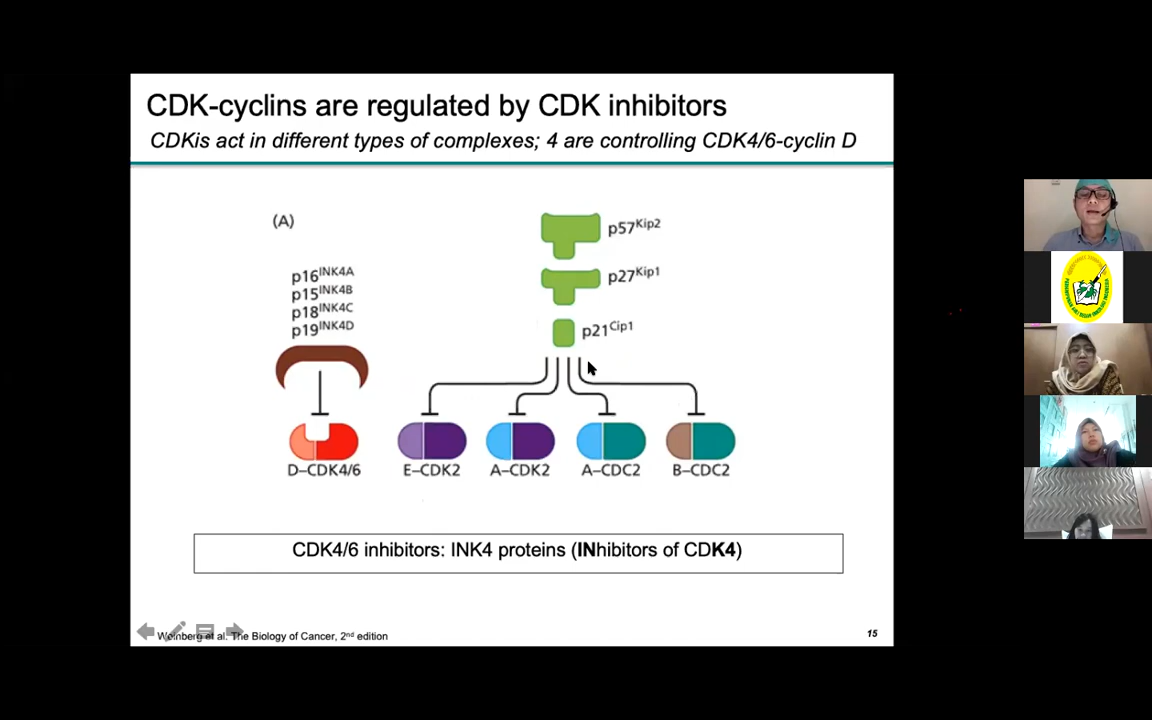 CDK-cyclins are regulated by CDK inhibitors
CDKis act in different types of complexes; 4 are controlling CDK4/6-cyclin D
(A)
p57Kip2
p27Kip1
p21Cip1
p16INK4A
p15INK4B
p18INK4C
p19INK4D
D–CDK4/6
E–CDK2
A–CDK2
A–CDC2
B–CDC2
CDK4/6 inhibitors: INK4 proteins (INhibitors of CDK4)
Weinberg et al. The Biology of Cancer, 2nd edition
15